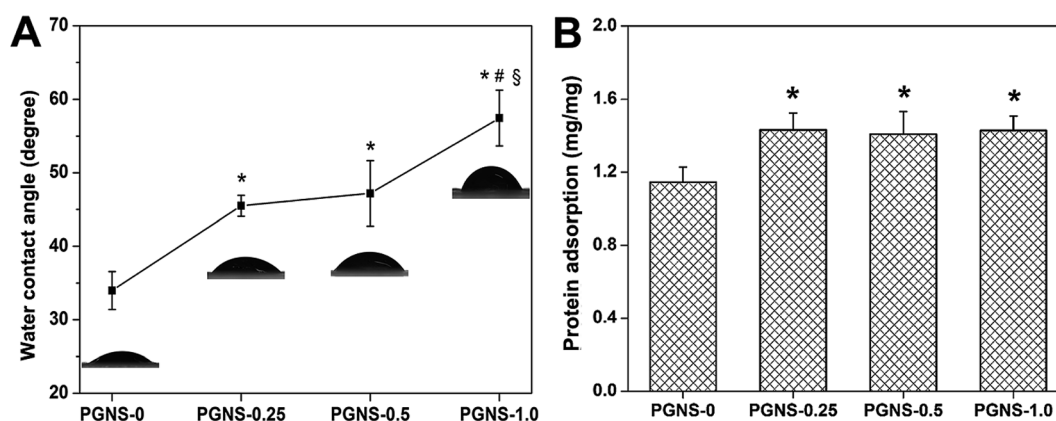 A
Water contact angle (degree)
70
60
50
40
30
20
*
*
* # §
PGNS-0
PGNS-0.25
PGNS-0.5
PGNS-1.0
B
Protein adsorption (mg/mg)
2.0
1.6
1.2
0.8
0.4
0.0
*
*
*
PGNS-0
PGNS-0.25
PGNS-0.5
PGNS-1.0